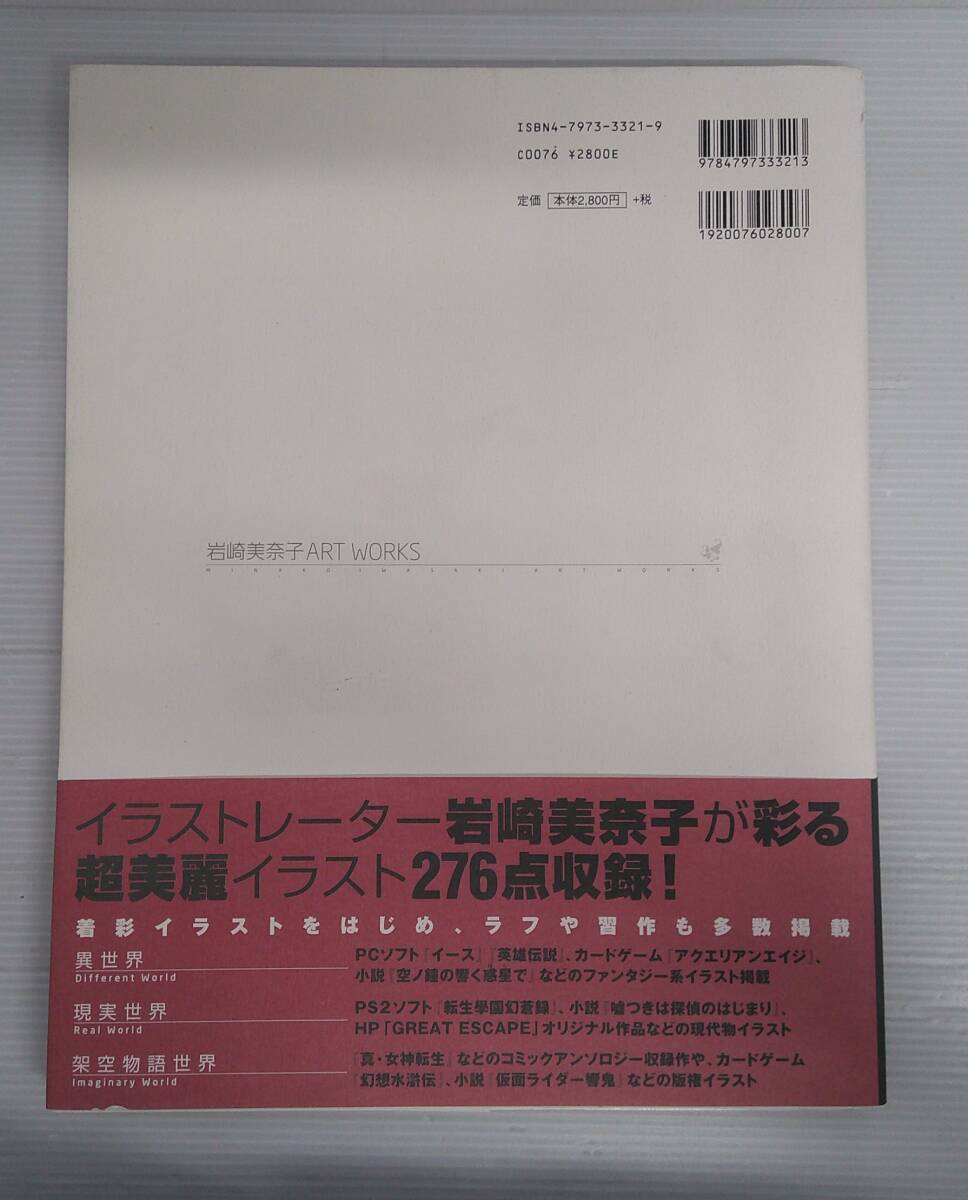 ISBN4-7973-3321-9
C0076 ¥2800E
定価 本体2,800円 +税
9784797333213
1920076028007
岩崎美奈子ART WORKS
MINAKO IWASAKI ART WORKS
イラストレーター岩崎美奈子が彩る
超美麗イラスト276点収録!
着彩イラストをはじめ、ラフや習作も多数掲載
異世界
Different World
PCソフト『イース』『英雄伝説』、カードゲーム『アクエリアンエイジ』、
小説『空ノ鐘の響く惑星で』などのファンタジー系イラスト掲載
現実世界
Real World
PS2ソフト『転生學園幻蒼録』、小説『嘘つきは探偵のはじまり』、
HP「GREAT ESCAPE」オリジナル作品などの現代物イラスト
架空物語世界
Imaginary World
『真・女神転生』などのコミックアンソロジー収録作や、カードゲーム
『幻想水滸伝』、小説『仮面ライダー響鬼』などの版権イラスト